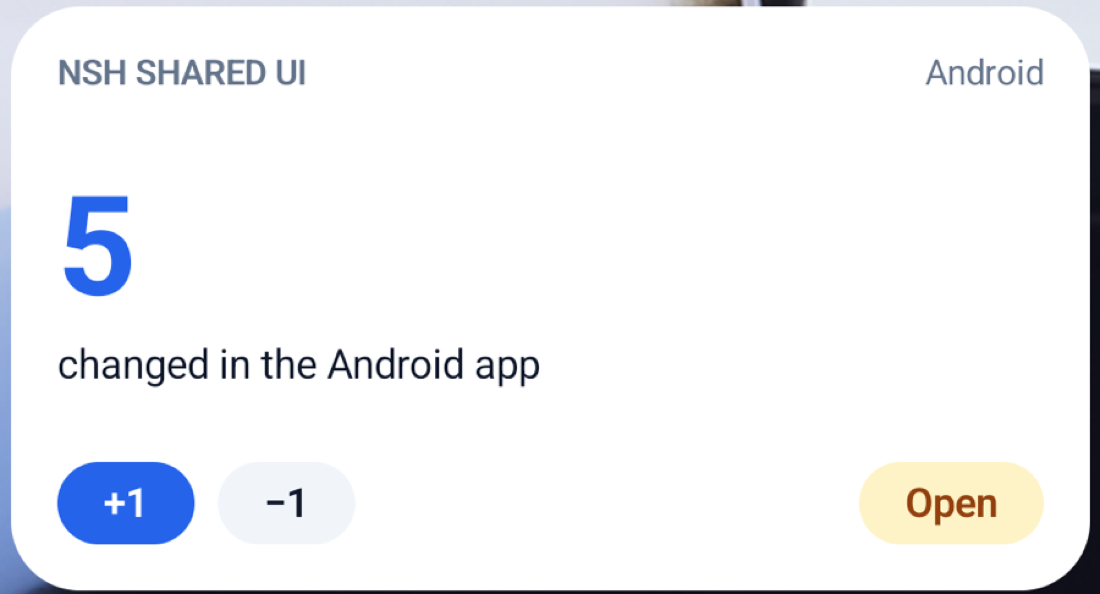 NSH SHARED UI
Android
5
changed in the Android app
+1
−1
Open